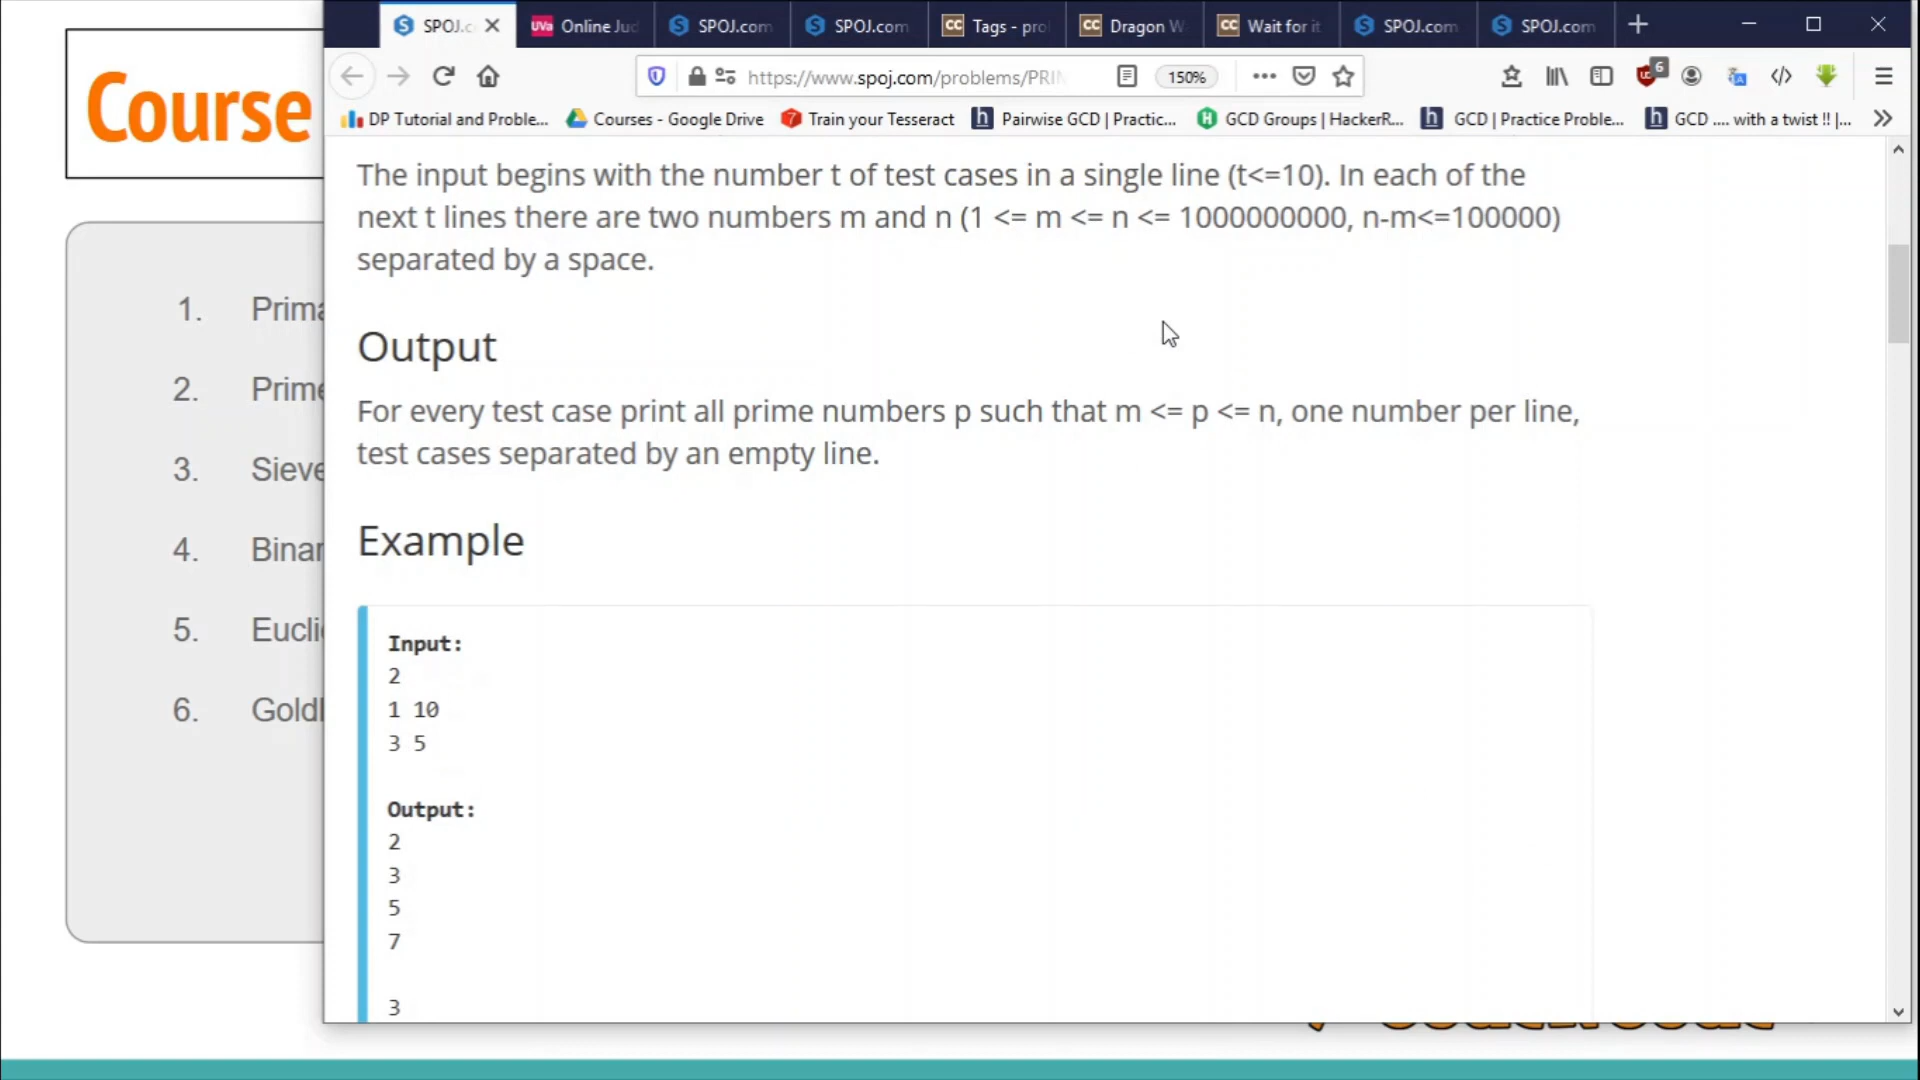 SPOJ.c
Online Jud
SPOJ.com
SPOJ.com
Tags - pro
Dragon W
Wait for it
SPOJ.com
SPOJ.com
https://www.spoj.com/problems/PRIN
150%
6
DP Tutorial and Proble...
Courses - Google Drive
Train your Tesseract
Pairwise GCD | Practic...
GCD Groups | HackerR...
GCD | Practice Proble...
GCD .... with a twist !! |...
Course
1. Prima
2. Prime
3. Sieve
4. Binar
5. Eucli
6. Gold
The input begins with the number t of test cases in a single line (t<=10). In each of the
next t lines there are two numbers m and n (1 <= m <= n <= 1000000000, n-m<=100000)
separated by a space.
Output
For every test case print all prime numbers p such that m <= p <= n, one number per line,
test cases separated by an empty line.
Example
Input:
2
1 10
3 5
Output:
2
3
5
7
3